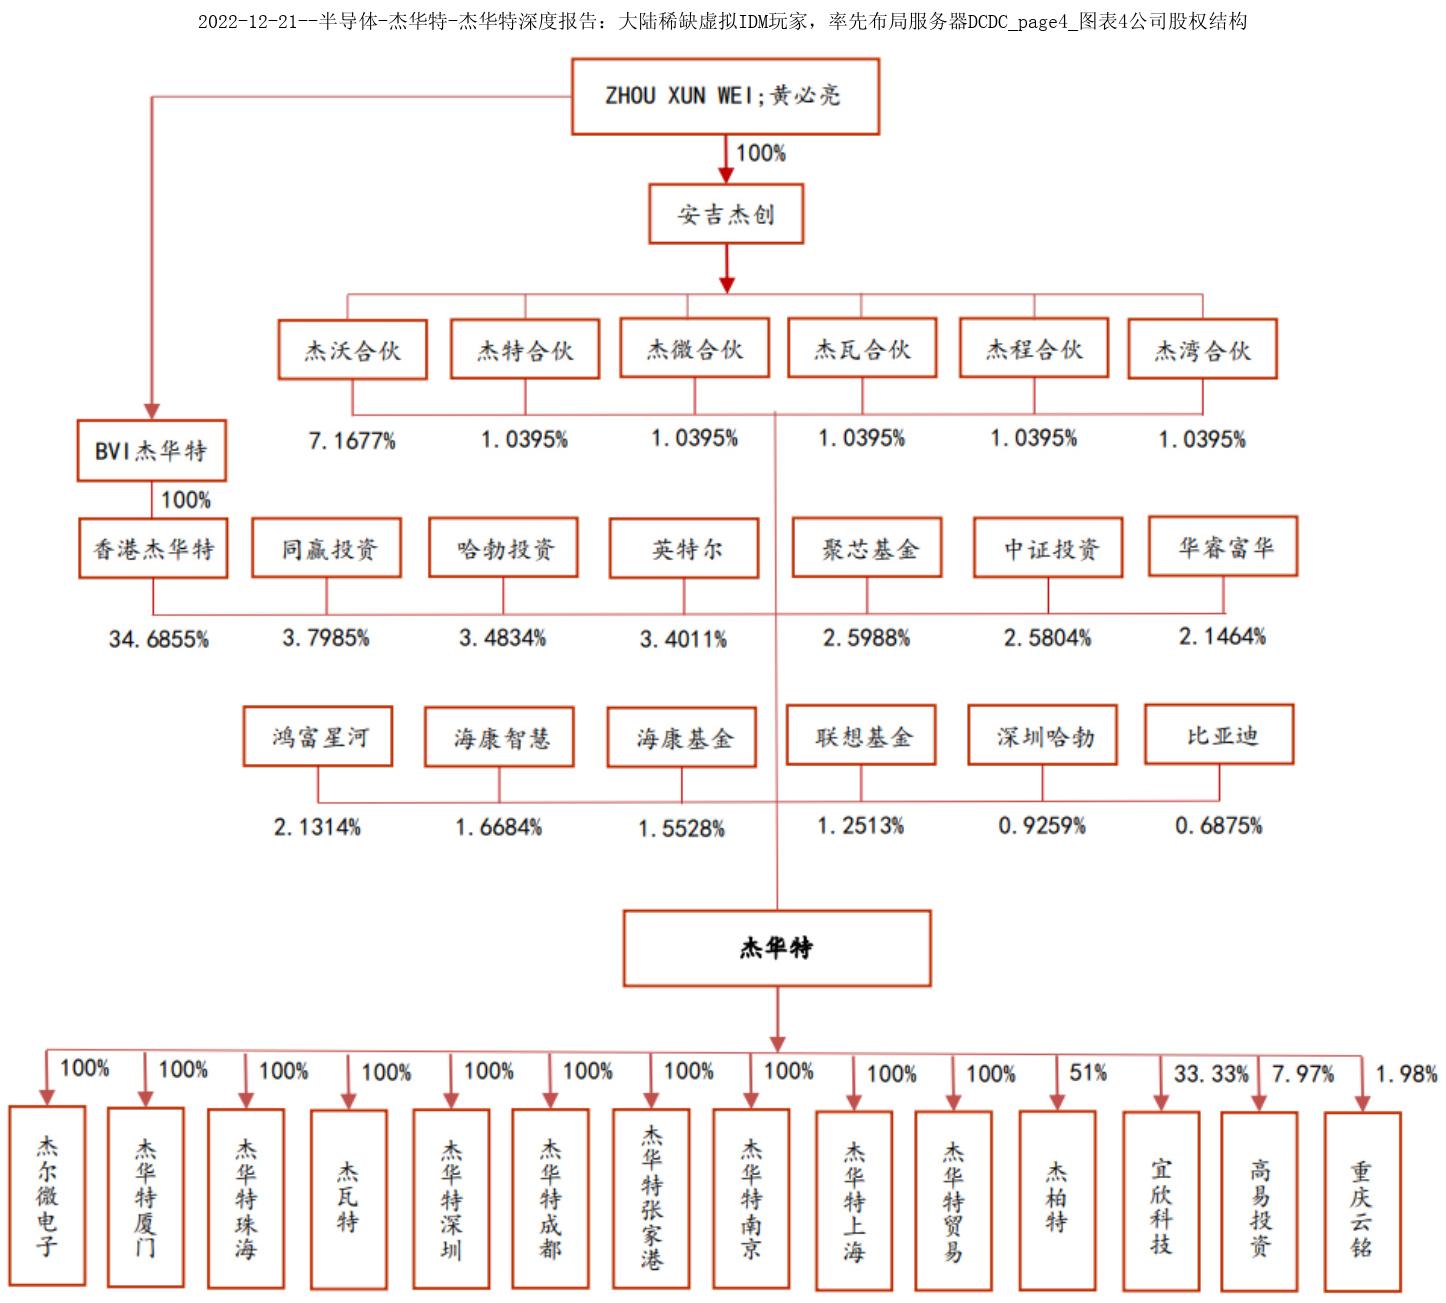 2022-12-21--半导体-杰华特-杰华特深度报告：大陆稀缺虚拟IDM玩家，率先布局服务器DCDC_page4_图表4公司股权结构
ZHOU XUN WEI;黄必亮
100%
安吉杰创
杰沃合伙 杰特合伙 杰微合伙 杰瓦合伙 杰程合伙 杰湾合伙
7.1677% 1.0395% 1.0395% 1.0395% 1.0395% 1.0395%
BVI杰华特
100%
香港杰华特 同赢投资 哈勃投资 英特尔 聚芯基金 中证投资 华睿富华
34.6855% 3.7985% 3.4834% 3.4011% 2.5988% 2.5804% 2.1464%
鸿富星河 海康智慧 海康基金 联想基金 深圳哈勃 比亚迪
2.1314% 1.6684% 1.5528% 1.2513% 0.9259% 0.6875%
杰华特
100% 100% 100% 100% 100% 100% 100% 100% 100% 100% 51% 33.33% 7.97% 1.98%
杰尔微电子
杰华特厦门
杰华特珠海
杰瓦特
杰华特深圳
杰华特成都
杰华特张家港
杰华特南京
杰华特上海
杰华特贸易
杰柏特
宜欣科技
高易投资
重庆云铭